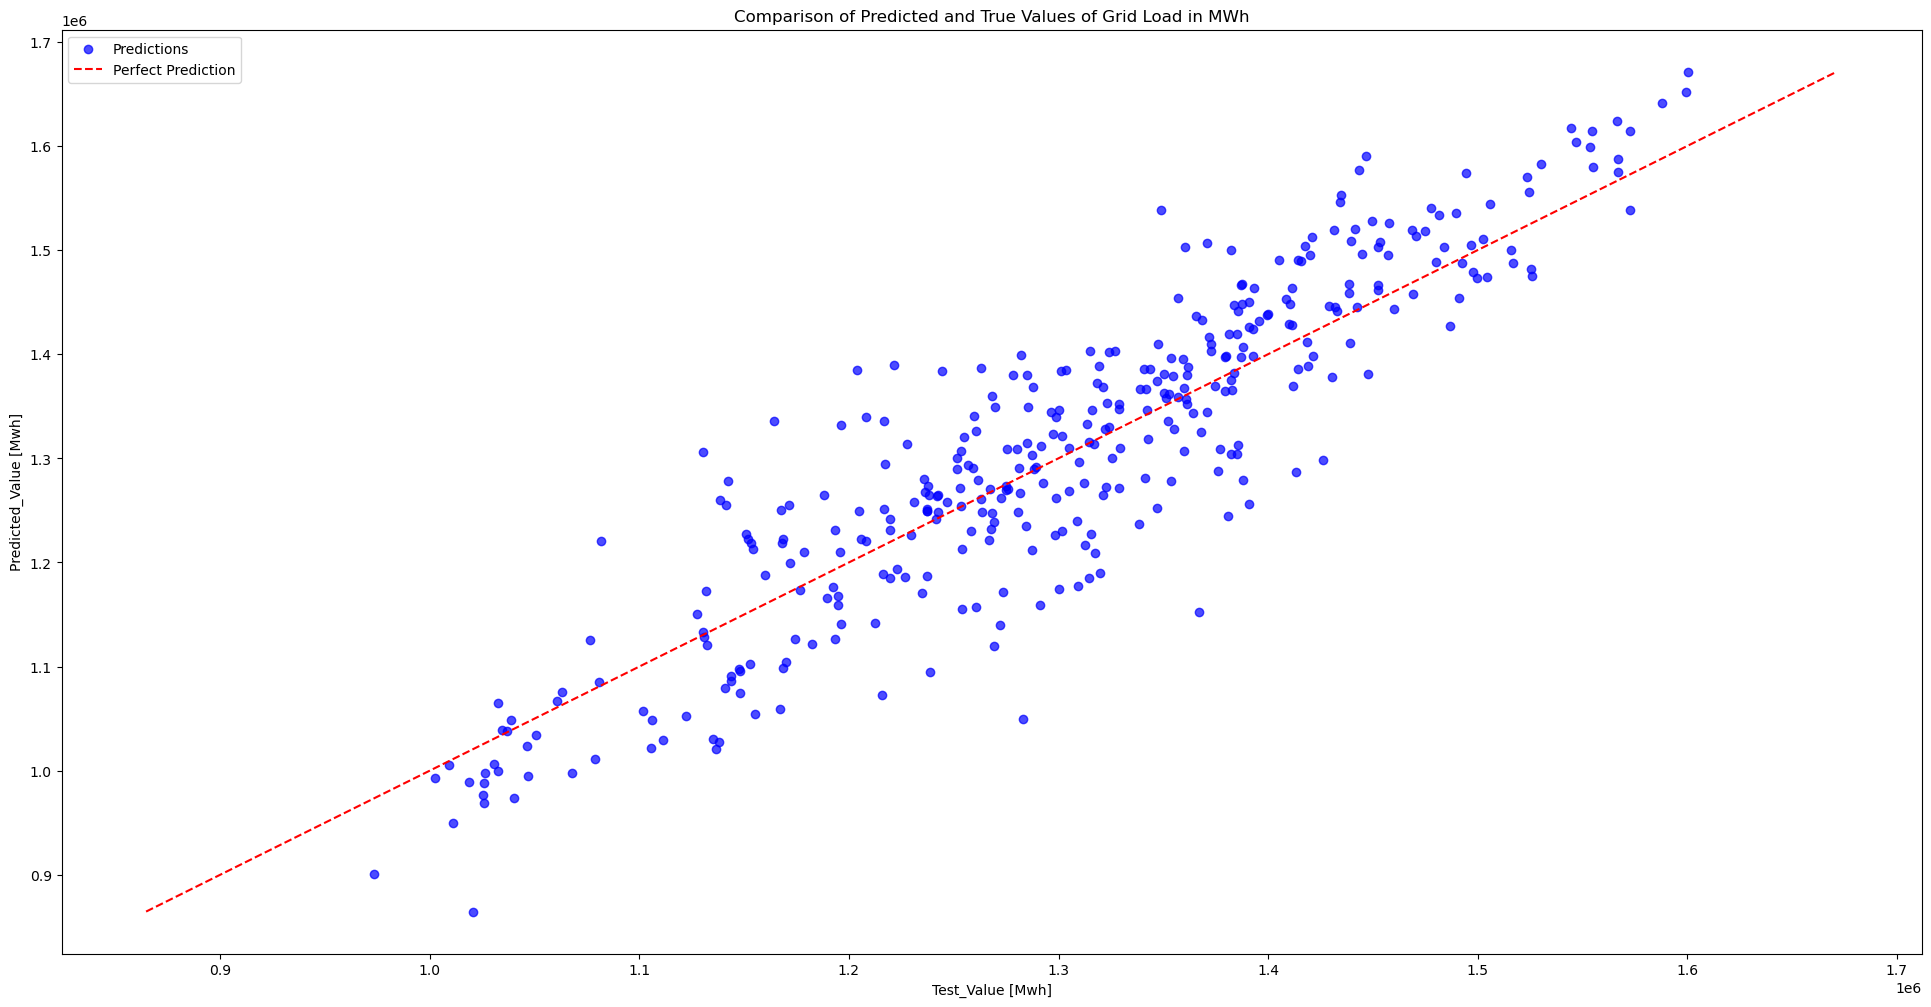 Comparison of Predicted and True Values of Grid Load in MWh
1e6
Predictions
Perfect Prediction
1.7
1.6
1.5
1.4
1.3
1.2
1.1
1.0
0.9
Predicted_Value [Mwh]
0.9 1.0 1.1 1.2 1.3 1.4 1.5 1.6 1.7
Test_Value [Mwh]
1e6